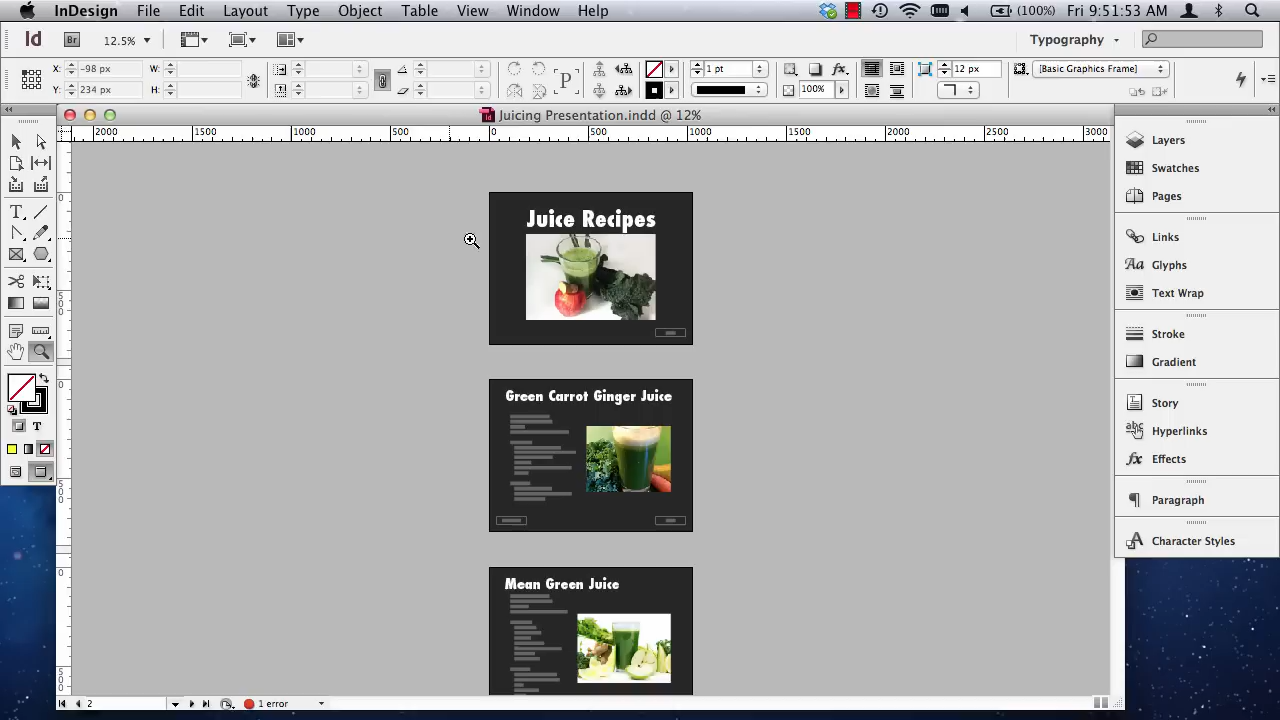 InDesign File Edit Layout Type Object Table View Window Help (100%) Fri 9:51:53 AM
Id Br 12.5% Typography
X: -98 px W: 1 pt fx 12 px [Basic Graphics Frame]
Y: 234 px H: 100%
Juicing Presentation.indd @ 12%
2000 1500 1000 500 0 500 1000 1500 2000 2500 3000
Layers
Swatches
Pages
Links
Glyphs
Text Wrap
Stroke
Gradient
Story
Hyperlinks
Effects
Paragraph
Character Styles
Juice Recipes
Green Carrot Ginger Juice
Mean Green Juice
1 error